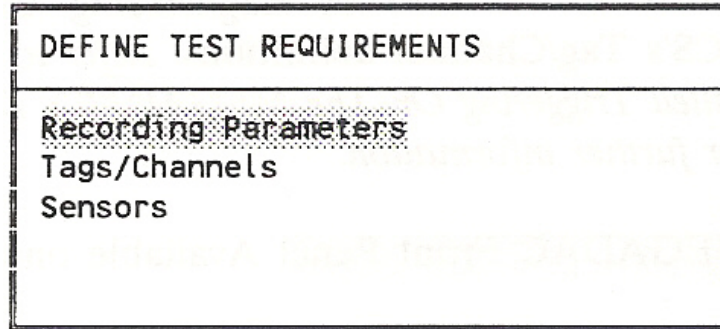 DEFINE TEST REQUIREMENTS
Recording Parameters
Tags/Channels
Sensors